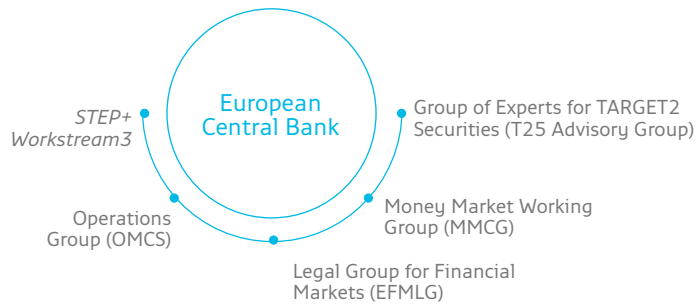 European
Central Bank
STEP+
Workstream3
Operations
Group (OMCS)
Legal Group for Financial
Markets (EFMLG)
Money Market Working
Group (MMCG)
Group of Experts for TARGET2
Securities (T25 Advisory Group)